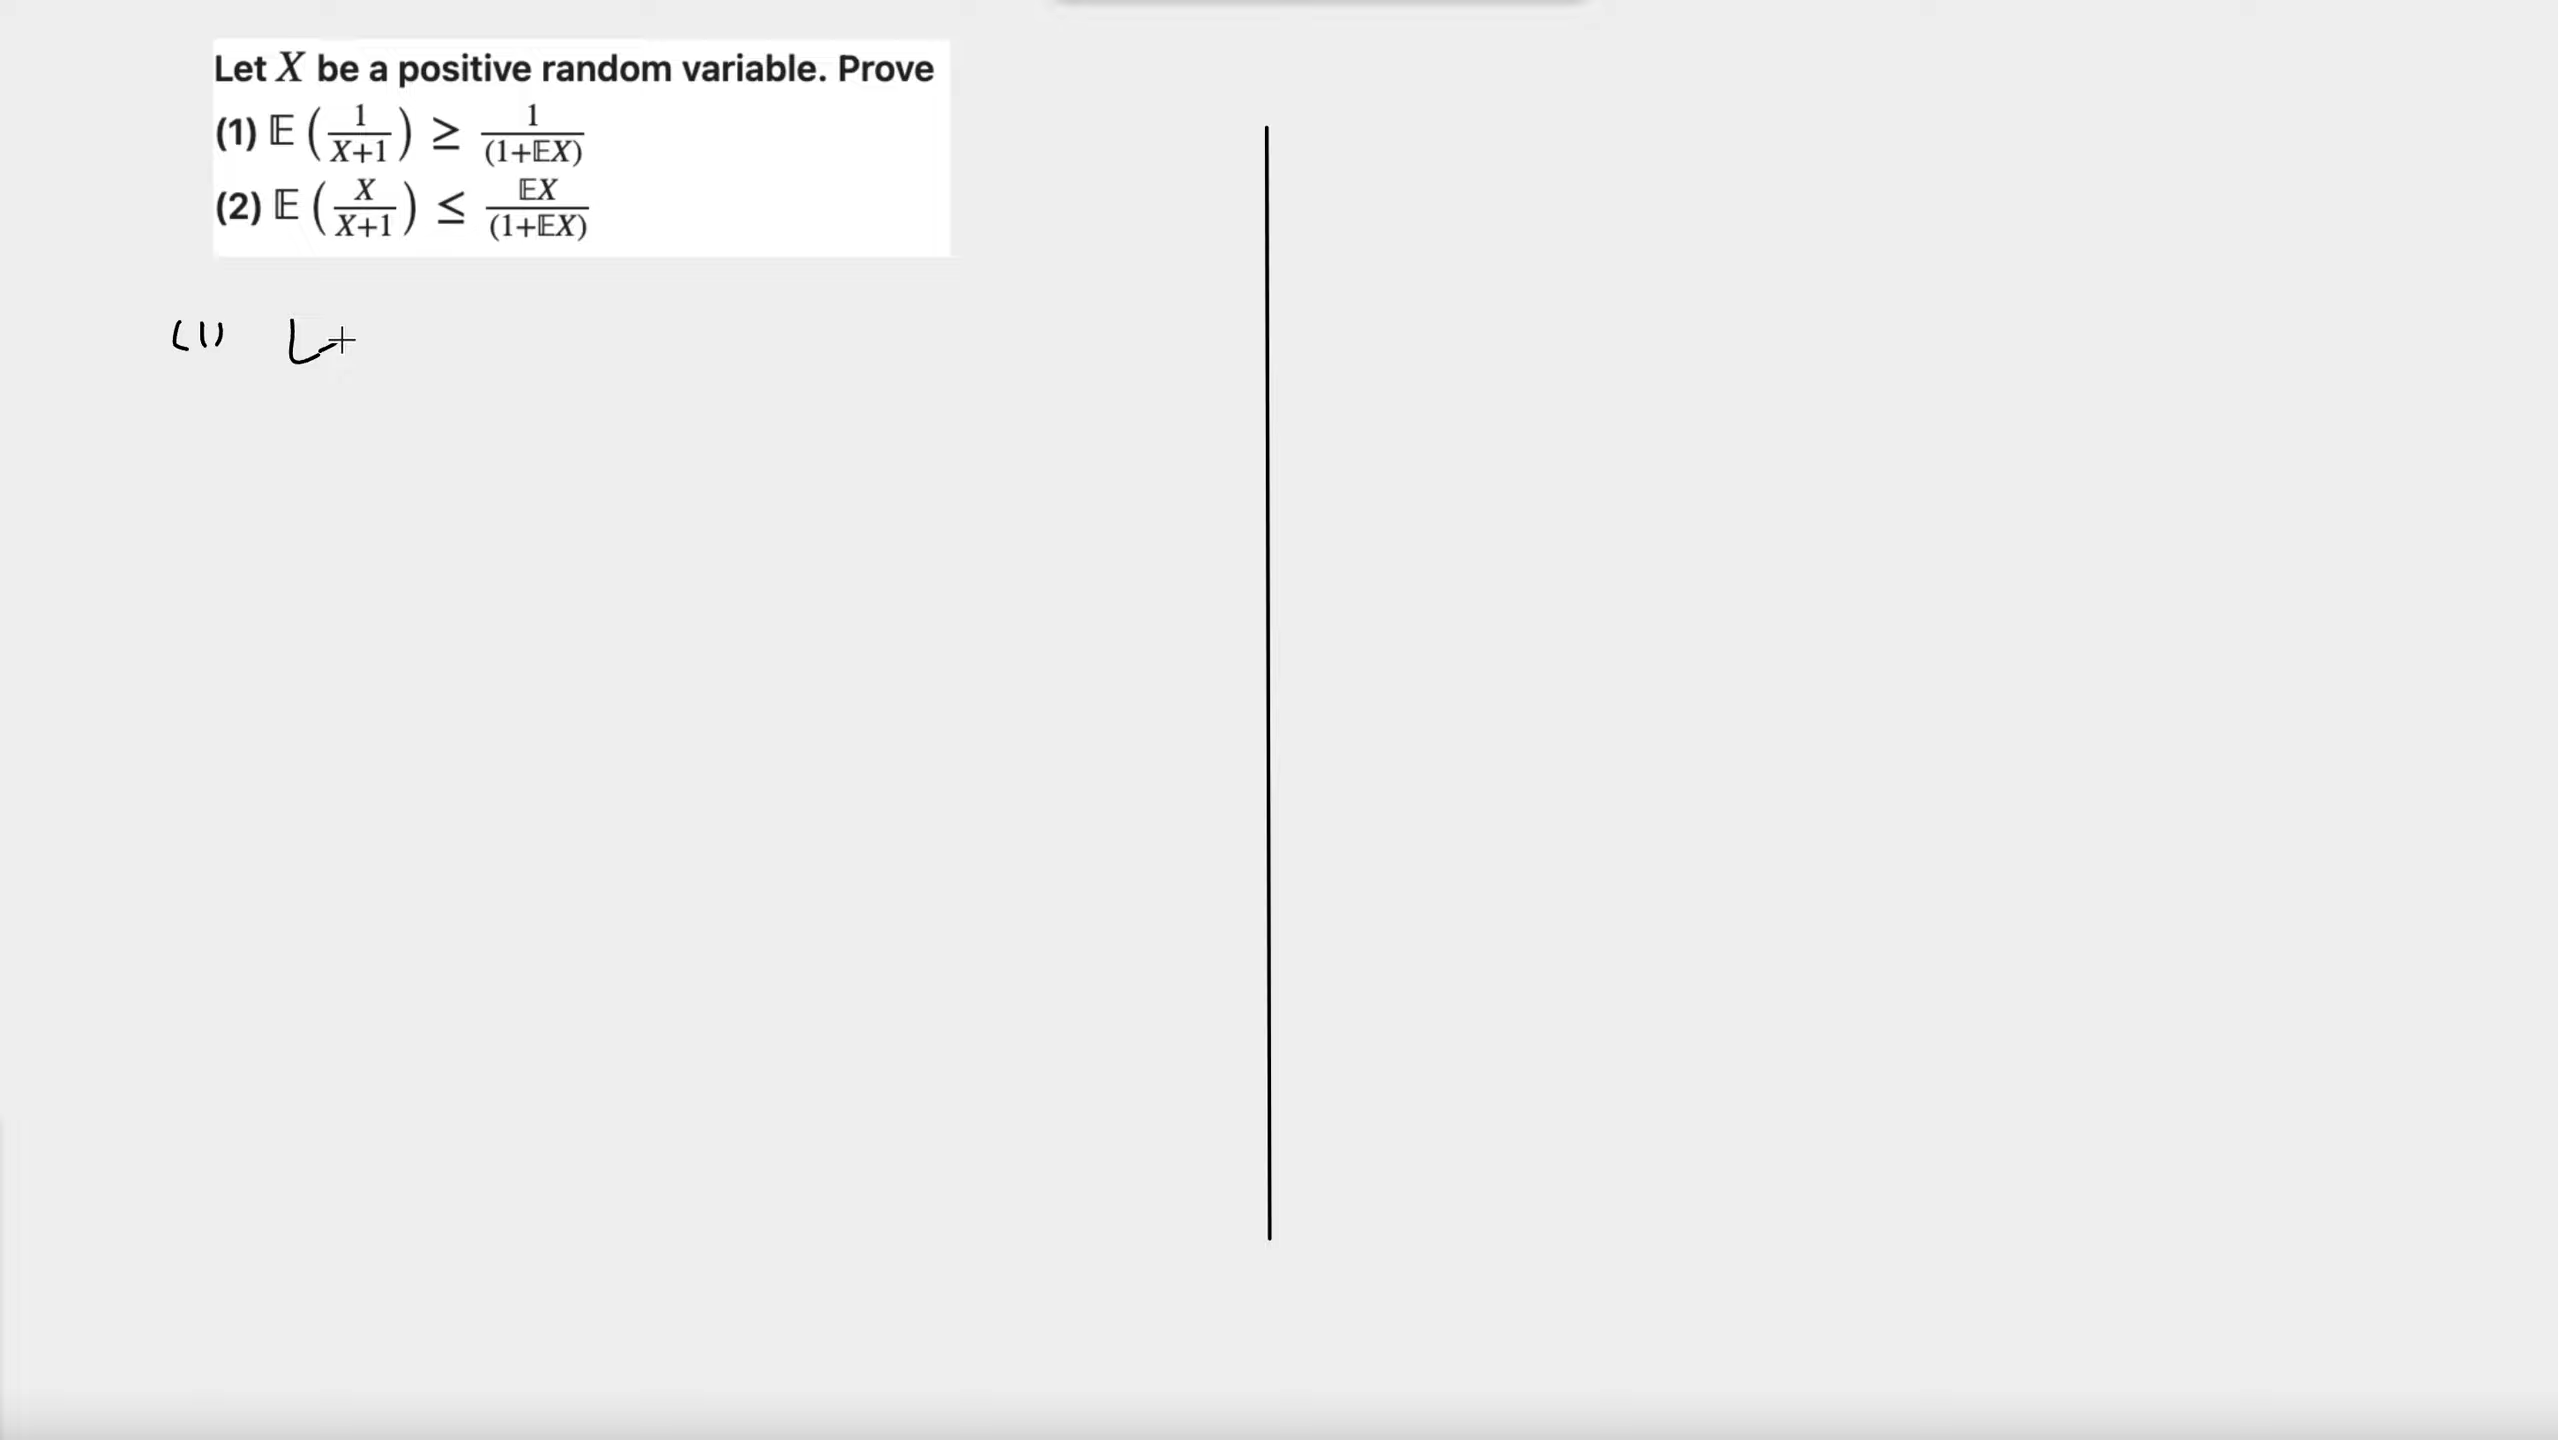 Let X be a positive random variable. Prove
(1) 𝔼 ( 1/(X+1) ) ≥ 1/(1+𝔼X)
(2) 𝔼 ( X/(X+1) ) ≤ 𝔼X/(1+𝔼X)
(1) L